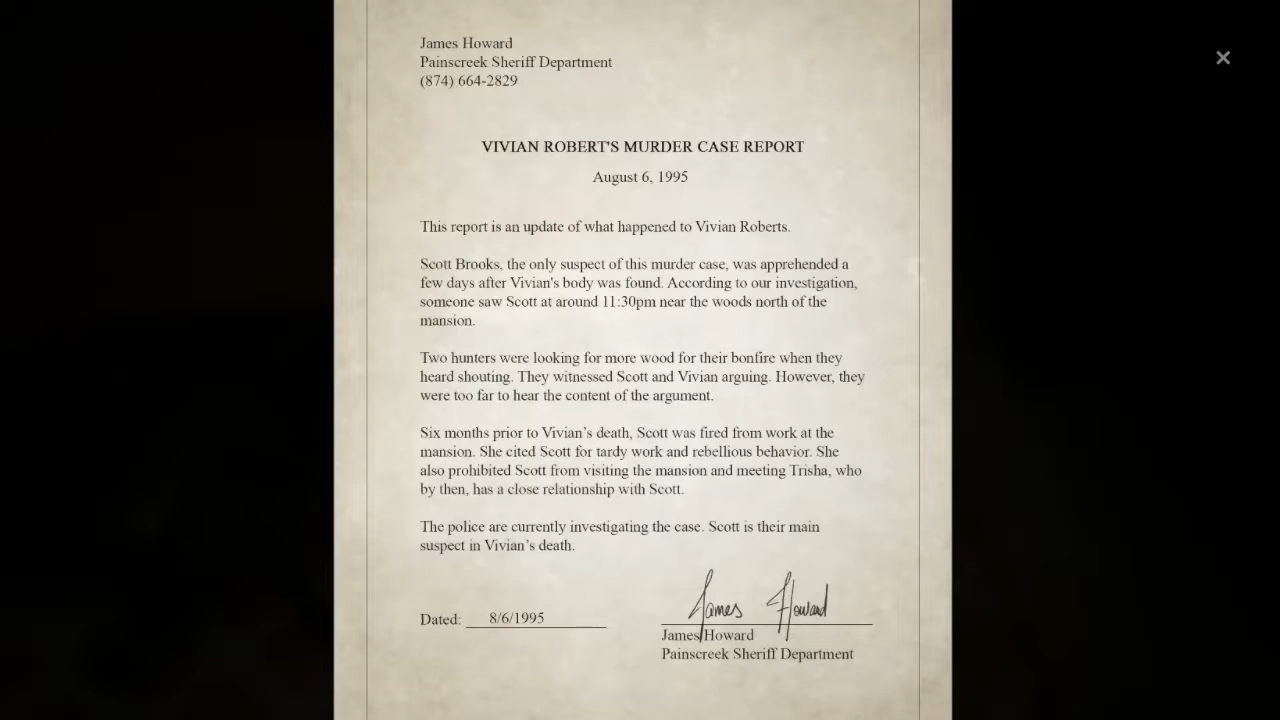 James Howard
Painscreek Sheriff Department
(874) 664-2829
VIVIAN ROBERT'S MURDER CASE REPORT
August 6, 1995
This report is an update of what happened to Vivian Roberts.
Scott Brooks, the only suspect of this murder case, was apprehended a
few days after Vivian's body was found. According to our investigation,
someone saw Scott at around 11:30pm near the woods north of the
mansion.
Two hunters were looking for more wood for their bonfire when they
heard shouting. They witnessed Scott and Vivian arguing. However, they
were too far to hear the content of the argument.
Six months prior to Vivian’s death, Scott was fired from work at the
mansion. She cited Scott for tardy work and rebellious behavior. She
also prohibited Scott from visiting the mansion and meeting Trisha, who
by then, has a close relationship with Scott.
The police are currently investigating the case. Scott is their main
suspect in Vivian’s death.
James Howard
Dated: 8/6/1995
James Howard
Painscreek Sheriff Department